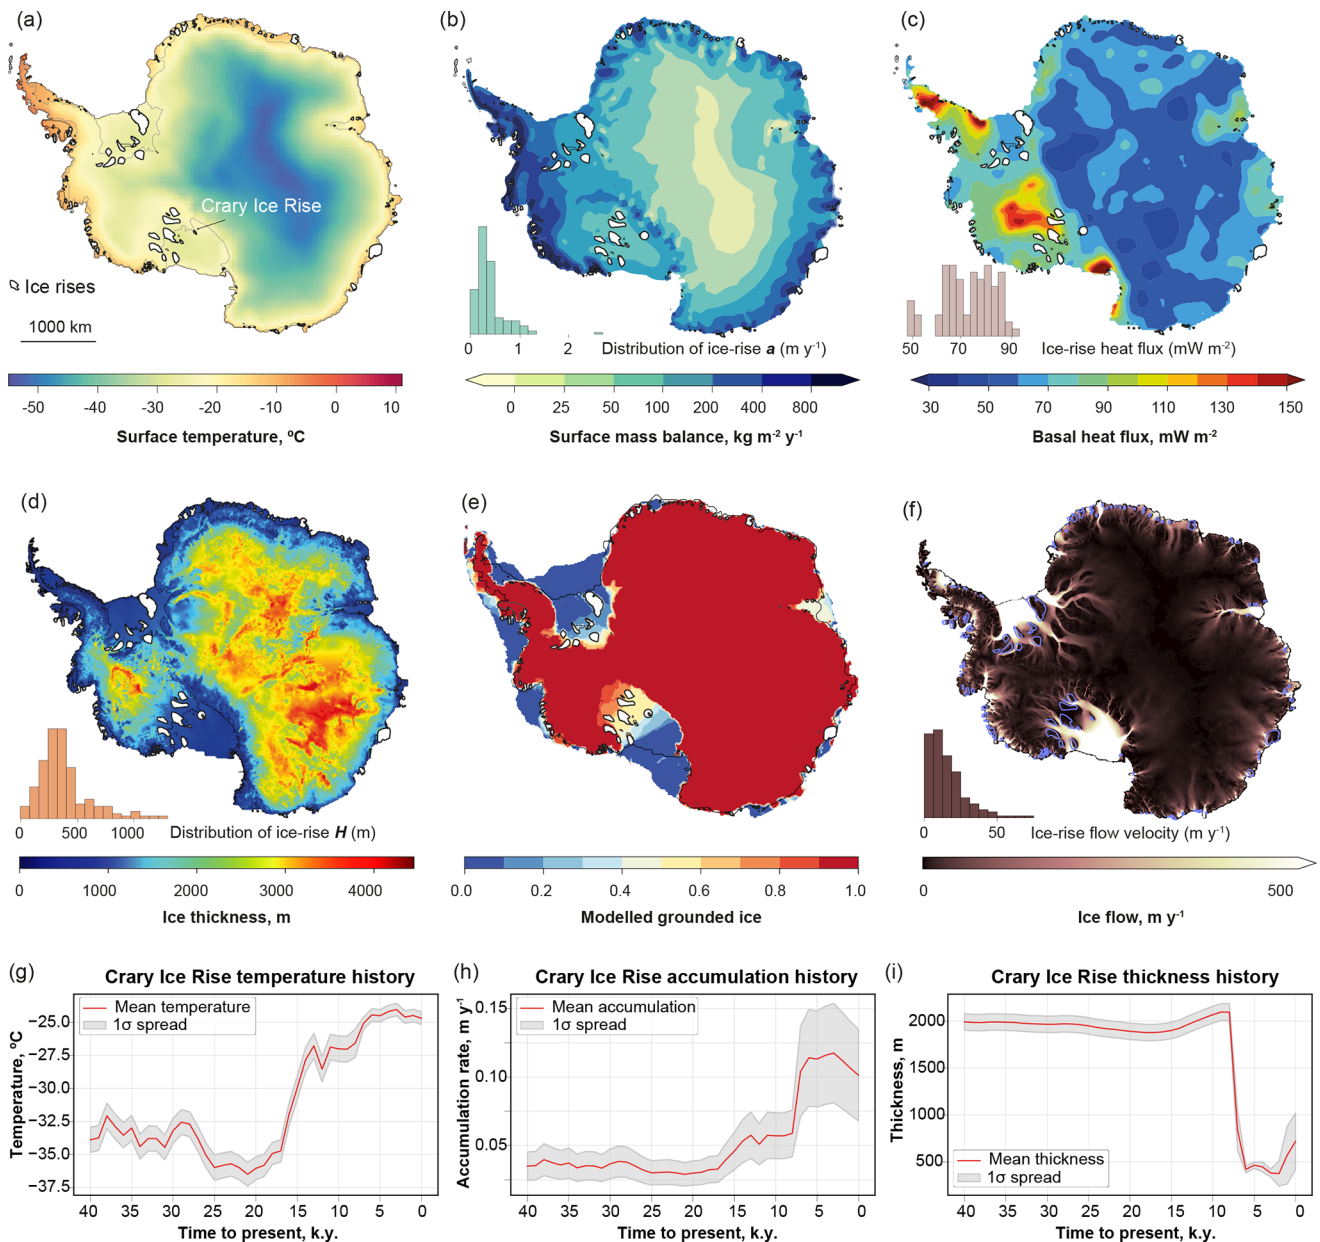 (a)
(b)
(c)
Crary Ice Rise
Ice rises
1000 km
0 1 2
Distribution of ice-rise a (m y-1)
50 70 90
Ice-rise heat flux (mW m-2)
-50 -40 -30 -20 -10 0 10
Surface temperature, ºC
0 25 50 100 200 400 800
Surface mass balance, kg m-2 y-1
30 50 70 90 110 130 150
Basal heat flux, mW m-2
(d)
(e)
(f)
0 500 1000
Distribution of ice-rise H (m)
0 50
Ice-rise flow velocity (m y-1)
0 1000 2000 3000 4000
Ice thickness, m
0.0 0.2 0.4 0.6 0.8 1.0
Modelled grounded ice
0 500
Ice flow, m y-1
(g)
Crary Ice Rise temperature history
Mean temperature
1σ spread
Temperature, ºC
−25.0
−27.5
−30.0
−32.5
−35.0
−37.5
40 35 30 25 20 15 10 5 0
Time to present, k.y.
(h)
Crary Ice Rise accumulation history
Mean accumulation
1σ spread
Accumulation rate, m y-1
0.15
0.10
0.05
40 35 30 25 20 15 10 5 0
Time to present, k.y.
(i)
Crary Ice Rise thickness history
Mean thickness
1σ spread
Thickness, m
2000
1500
1000
500
40 35 30 25 20 15 10 5 0
Time to present, k.y.